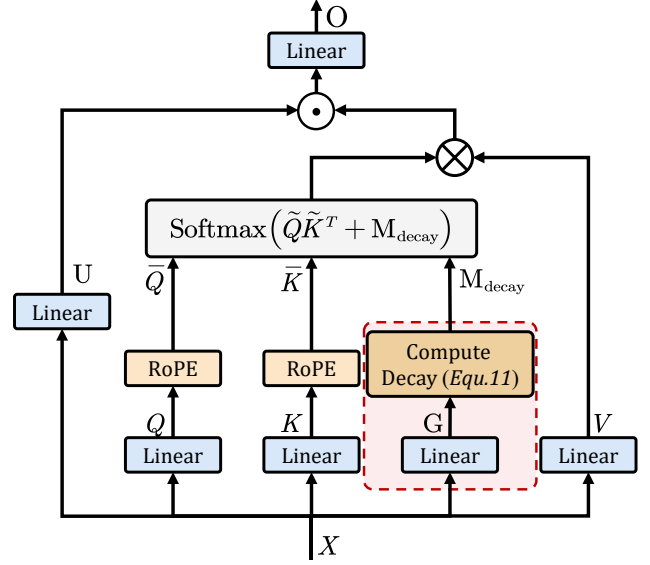 O
Linear
Softmax(Q̃K̃ᵀ + M_decay)
U
Q̅
K̅
M_decay
Linear
RoPE
RoPE
Compute
Decay (Equ.11)
Q
K
G
V
Linear
Linear
Linear
Linear
X